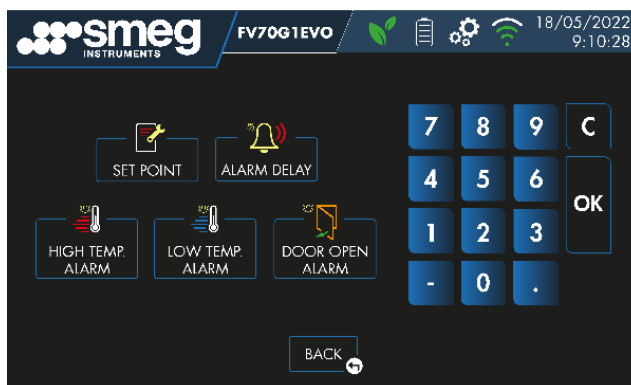 smeg
INSTRUMENTS
FV70G1EVO
18/05/2022
9:10:28
SET POINT
ALARM DELAY
HIGH TEMP.
ALARM
LOW TEMP.
ALARM
DOOR OPEN
ALARM
7 8 9 C
4 5 6
OK
1 2 3
- 0 .
BACK